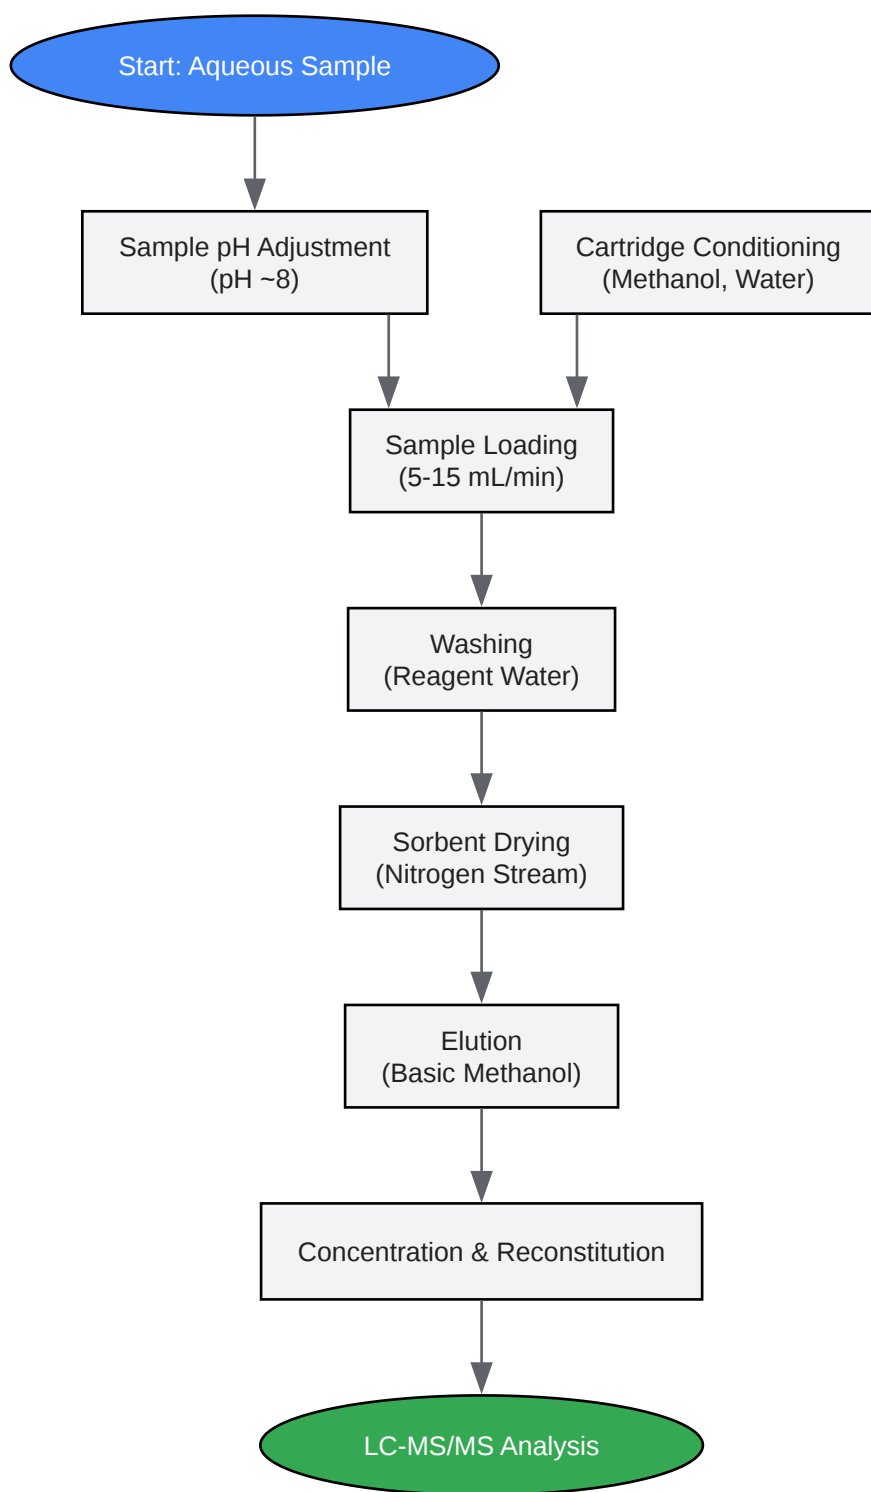 Start: Aqueous Sample
Sample pH Adjustment
(pH ~8)
Cartridge Conditioning
(Methanol, Water)
Sample Loading
(5-15 mL/min)
Washing
(Reagent Water)
Sorbent Drying
(Nitrogen Stream)
Elution
(Basic Methanol)
Concentration & Reconstitution
LC-MS/MS Analysis